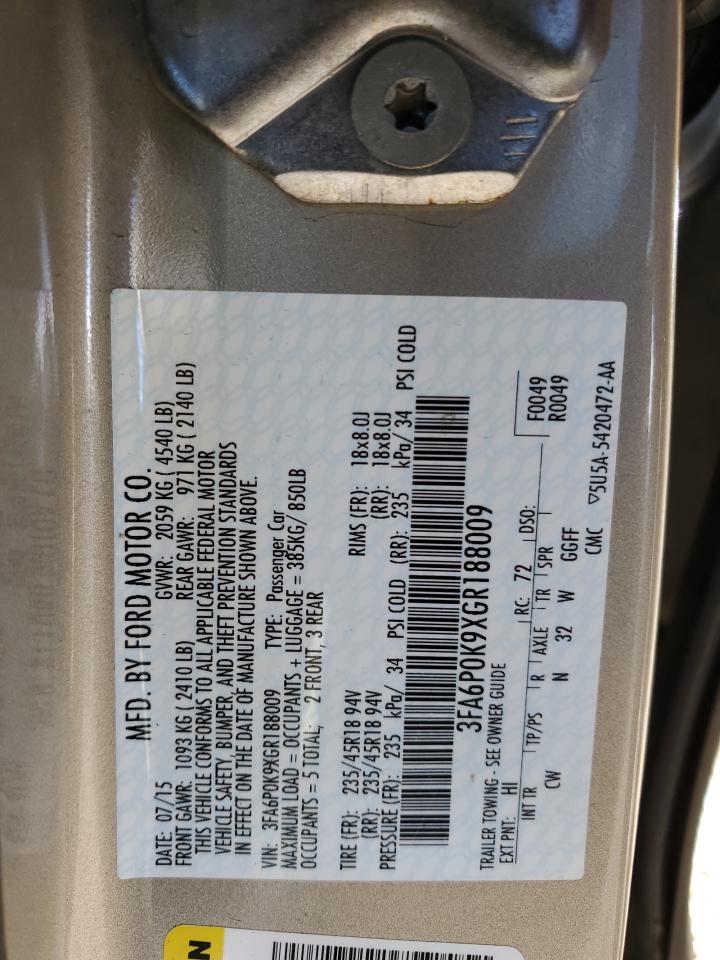 MFD. BY FORD MOTOR CO.
DATE: 07/15 GVWR: 2059 KG ( 4540 LB)
FRONT GAWR: 1093 KG ( 2410 LB) REAR GAWR: 971 KG ( 2140 LB)
THIS VEHICLE CONFORMS TO ALL APPLICABLE FEDERAL MOTOR
VEHICLE SAFETY, BUMPER, AND THEFT PREVENTION STANDARDS
IN EFFECT ON THE DATE OF MANUFACTURE SHOWN ABOVE.
VIN: 3FA6P0K9XGR188009 TYPE: Passenger Car
MAXIMUM LOAD = OCCUPANTS + LUGGAGE = 385KG/ 850LB
OCCUPANTS = 5 TOTAL, 2 FRONT, 3 REAR
TIRE (FR): 235/45R18 94V RIMS (FR): 18x8.0J
(RR): 235/45R18 94V (RR): 18x8.0J
PRESSURE (FR): 235 kPa/ 34 PSI COLD (RR): 235 kPa/ 34 PSI COLD
3FA6P0K9XGR188009
TRAILER TOWING - SEE OWNER GUIDE
EXT PNT: HI RC: 72 DSO: F0049
R0049
INT TR TP/PS R AXLE TR SPR
CW N 32 W GGFF
CMC ▽5U5A-5420472-AA
N